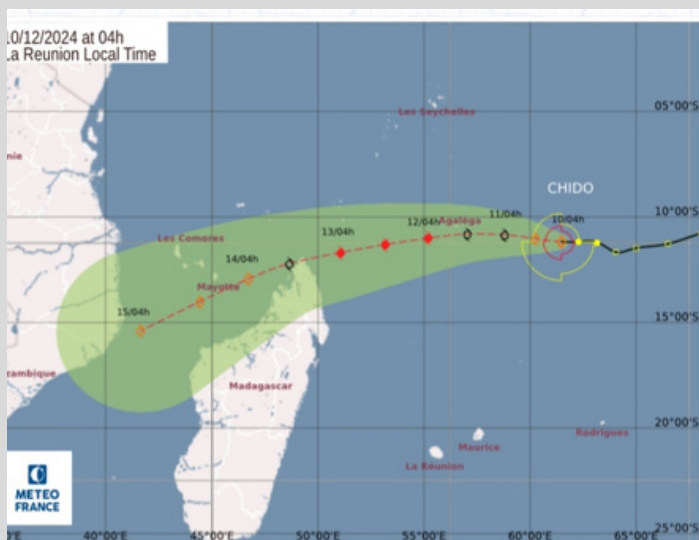 10/12/2024 at 04h
La Reunion Local Time
Les Seychelles
05°00'S
CHIDO
10°00'S
10/04h
11/04h
Agaléga
12/04h
13/04h
Les Comores
14/04h
Mayotte
15/04h
15°00'S
Madagascar
20°00'S
Rodrigues
Maurice
La Réunion
METEO
FRANCE
25°00'S
40°00'E
45°00'E
50°00'E
55°00'E
60°00'E
65°00'E